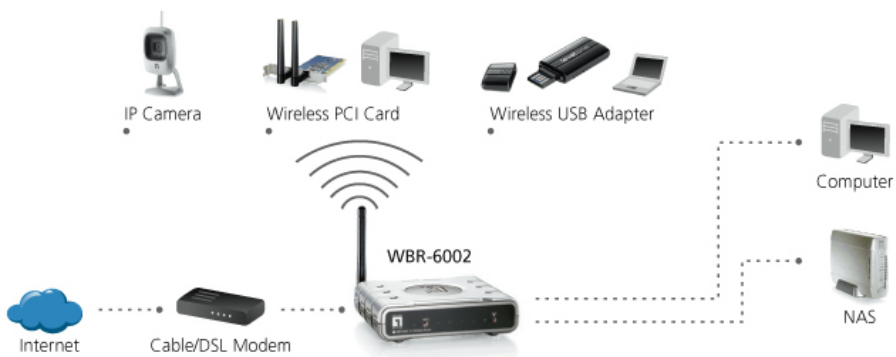 IP Camera
Wireless PCI Card
Wireless USB Adapter
Computer
WBR-6002
NAS
Internet
Cable/DSL Modem